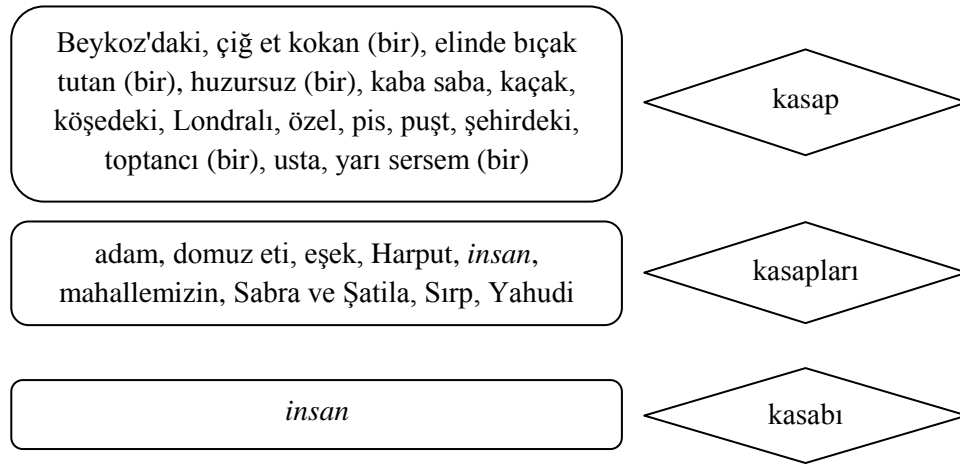 Beykoz'daki, çiğ et kokan (bir), elinde bıçak
tutan (bir), huzursuz (bir), kaba saba, kaçak,
köşedeki, Londralı, özel, pis, puşt, şehirdeki,
toptancı (bir), usta, yarı sersem (bir)
kasap
adam, domuz eti, eşek, Harput, insan,
mahallemizin, Sabra ve Şatila, Sırp, Yahudi
kasapları
insan
kasabı